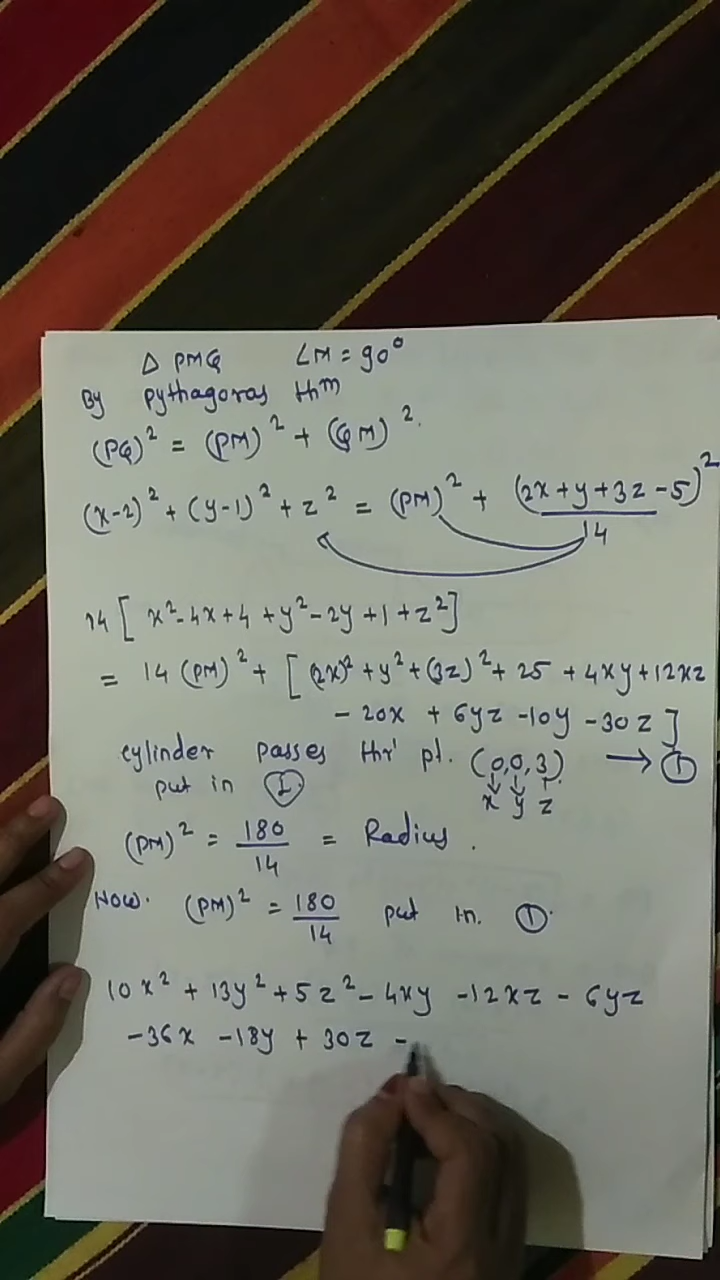 Δ PMQ ∠M = 90°
By pythagoras thm
(PQ)² = (PM)² + (QM)².
(x-2)² + (y-1)² + z² = (PM)² + (2x+y+3z-5)²/14
14 [x²-4x+4+y²-2y+1+z²]
= 14 (PM)² + [(2x)²+y²+(3z)²+25+4xy+12xz
-20x + 6yz -10y -30z]
cylinder passes thr' pt. (0,0,3) → ①
put in ① x y z
(PM)² = 180/14 = Radius.
Now. (PM)² = 180/14 put in. ①.
10x² + 13y² + 5z² - 4xy -12xz - 6yz
-36x -18y + 30z -